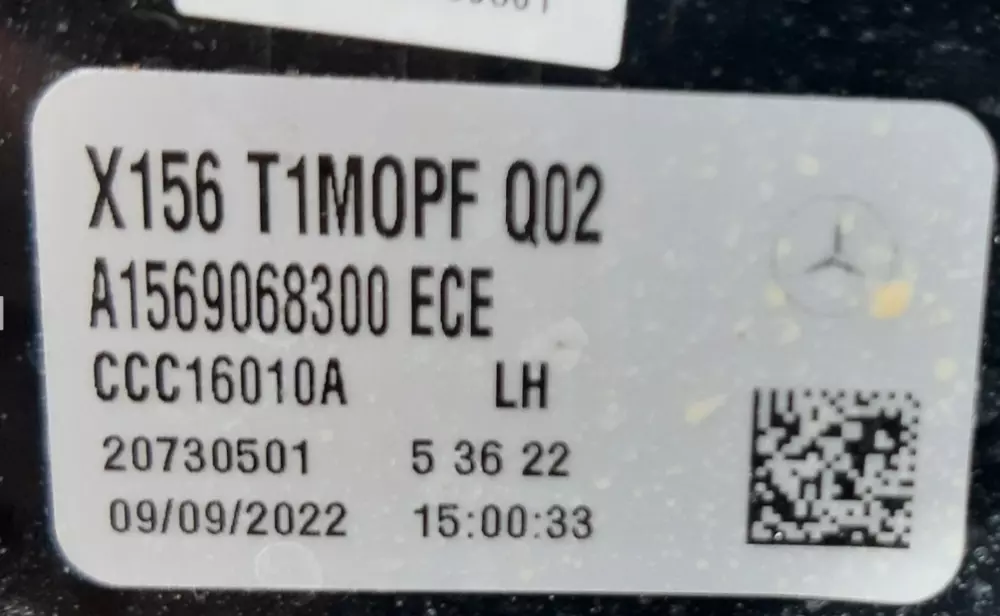 X156 T1MOPF Q02
A1569068300 ECE
CCC16010A LH
20730501 5 36 22
09/09/2022 15:00:33